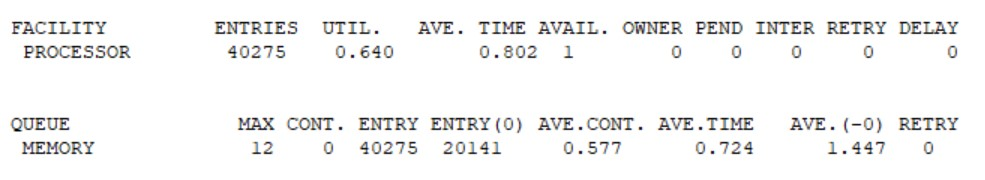 FACILITY ENTRIES UTIL. AVE. TIME AVAIL. OWNER PEND INTER RETRY DELAY
PROCESSOR 40275 0.640 0.802 1 0 0 0 0 0
QUEUE MAX CONT. ENTRY ENTRY(0) AVE.CONT. AVE.TIME AVE.(-0) RETRY
MEMORY 12 0 40275 20141 0.577 0.724 1.447 0